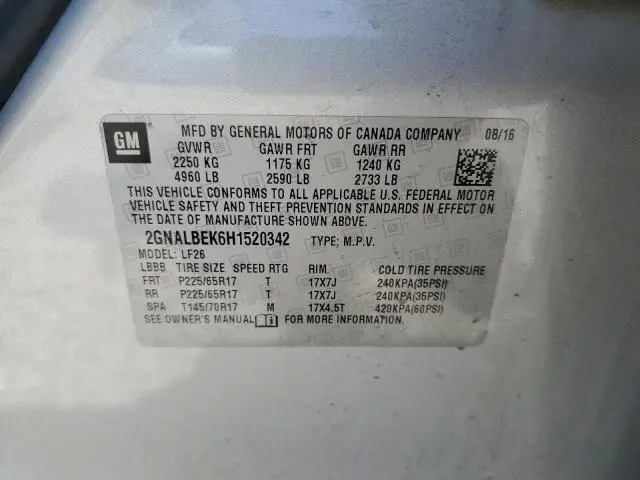 GM
MFD BY GENERAL MOTORS OF CANADA COMPANY 08/16
GVWR GAWR FRT GAWR RR
2250 KG 1175 KG 1240 KG
4960 LB 2590 LB 2733 LB
THIS VEHICLE CONFORMS TO ALL APPLICABLE U.S. FEDERAL MOTOR
VEHICLE SAFETY AND THEFT PREVENTION STANDARDS IN EFFECT ON
THE DATE OF MANUFACTURE SHOWN ABOVE.
2GNALBEK6H1520342 TYPE: M.P.V.
MODEL: LF26
LBBB TIRE SIZE SPEED RTG RIM COLD TIRE PRESSURE
FRT P225/65R17 T 17X7J 240KPA(35PSI)
RR P225/65R17 T 17X7J 240KPA(35PSI)
SPA T145/70R17 M 17X4.5T 420KPA(60PSI)
SEE OWNER'S MANUAL FOR MORE INFORMATION.